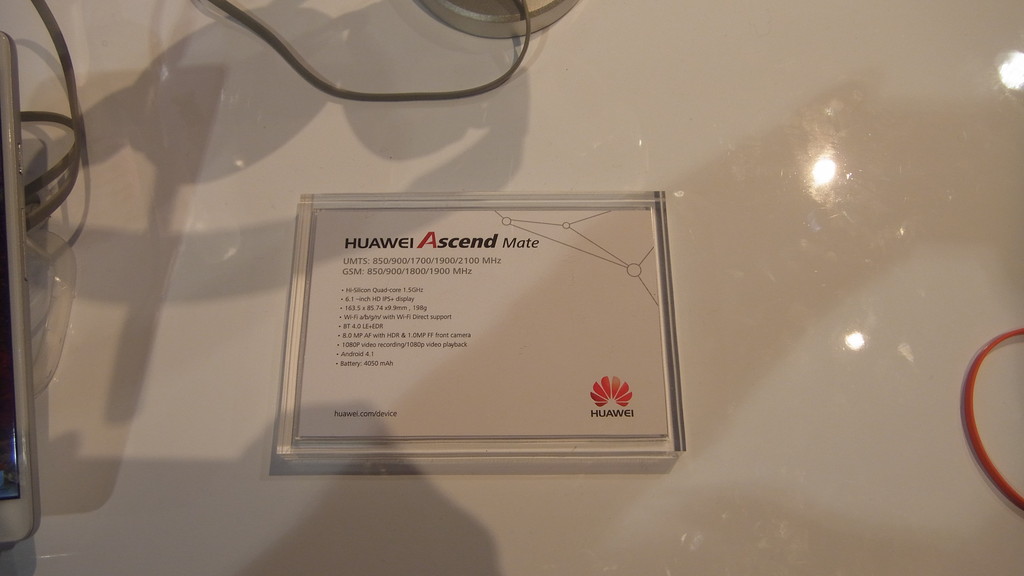 HUAWEI Ascend Mate
UMTS: 850/900/1700/1900/2100 MHz
GSM: 850/900/1800/1900 MHz
• Hi-Silicon Quad-core 1.5GHz
• 6.1 -inch HD IPS+ display
• 163.5 x 85.74 x9.9mm , 198g
• Wi-Fi a/b/g/n/ with Wi-Fi Direct support
• BT 4.0 LE+EDR
• 8.0 MP AF with HDR & 1.0MP FF front camera
• 1080P video recording/1080p video playback
• Android 4.1
• Battery: 4050 mAh
huawei.com/device
HUAWEI